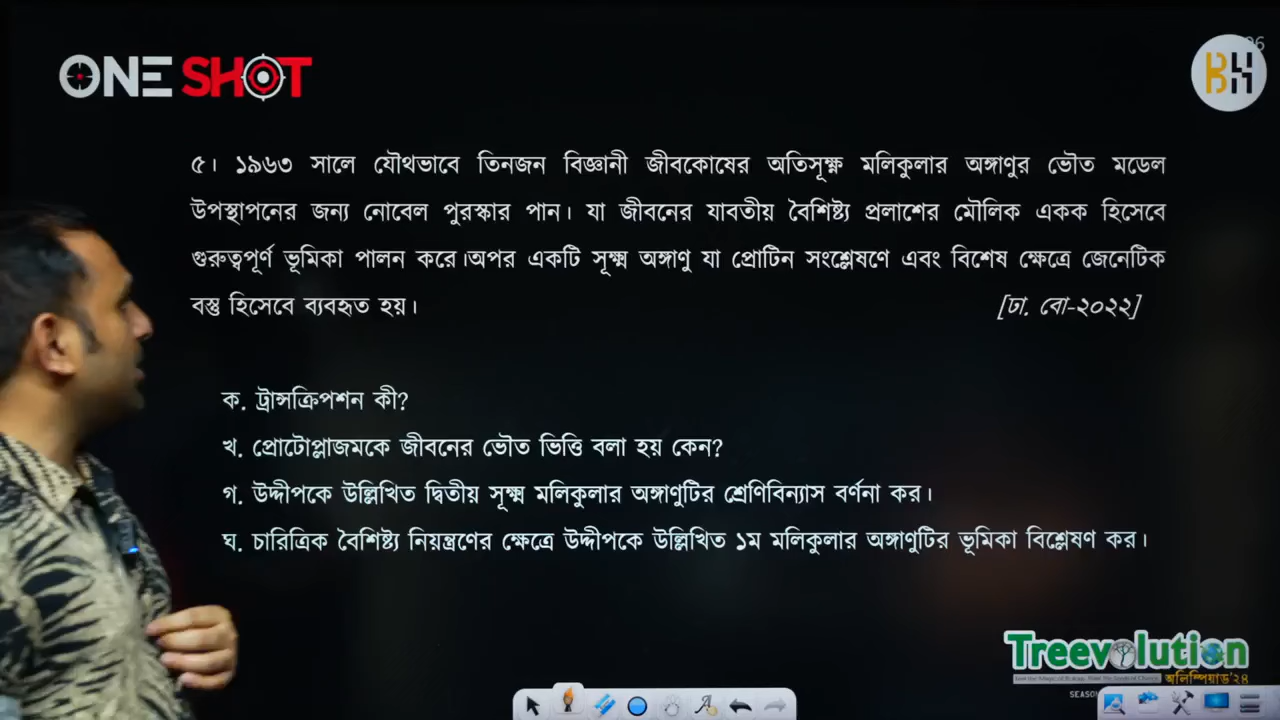 ONE SHOT
৫। ১৯৬৩ সালে যৌথভাবে তিনজন বিজ্ঞানী জীবকোষের অতিসূক্ষ্ণ মলিকুলার অঙ্গাণুর ভৌত মডেল
উপস্থাপনের জন্য নোবেল পুরস্কার পান। যা জীবনের যাবতীয় বৈশিষ্ট্য প্রলাশের মৌলিক একক হিসেবে
গুরুত্বপূর্ণ ভূমিকা পালন করে।অপর একটি সূক্ষ্ম অঙ্গাণু যা প্রোটিন সংশ্লেষণে এবং বিশেষ ক্ষেত্রে জেনেটিক
বস্তু হিসেবে ব্যবহৃত হয়।
[ঢা. বো-২০২২]
ক. ট্রান্সক্রিপশন কী?
খ. প্রোটোপ্লাজমকে জীবনের ভৌত ভিত্তি বলা হয় কেন?
গ. উদ্দীপকে উল্লিখিত দ্বিতীয় সূক্ষ্ম মলিকুলার অঙ্গাণুটির শ্রেণিবিন্যাস বর্ণনা কর।
ঘ. চারিত্রিক বৈশিষ্ট্য নিয়ন্ত্রণের ক্ষেত্রে উদ্দীপকে উল্লিখিত ১ম মলিকুলার অঙ্গাণুটির ভূমিকা বিশ্লেষণ কর।
Treevolution
অলিম্পিয়াড'২৪
SEASON